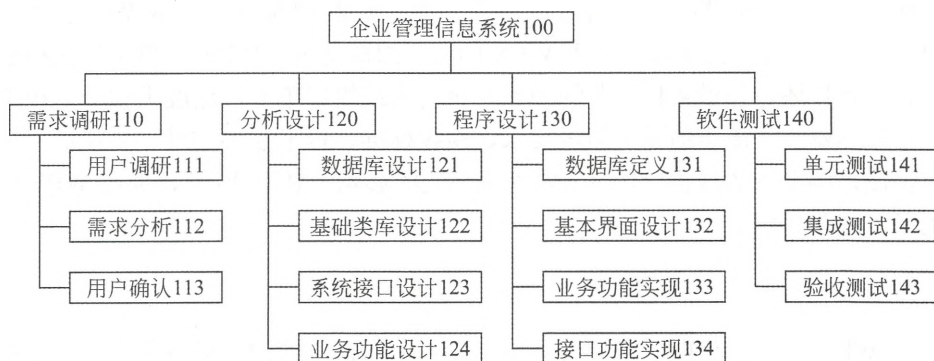 企业管理信息系统100
需求调研110
分析设计120
程序设计130
软件测试140
用户调研111
数据库设计121
数据库定义131
单元测试141
需求分析112
基础类库设计122
基本界面设计132
集成测试142
用户确认113
系统接口设计123
业务功能实现133
验收测试143
业务功能设计124
接口功能实现134